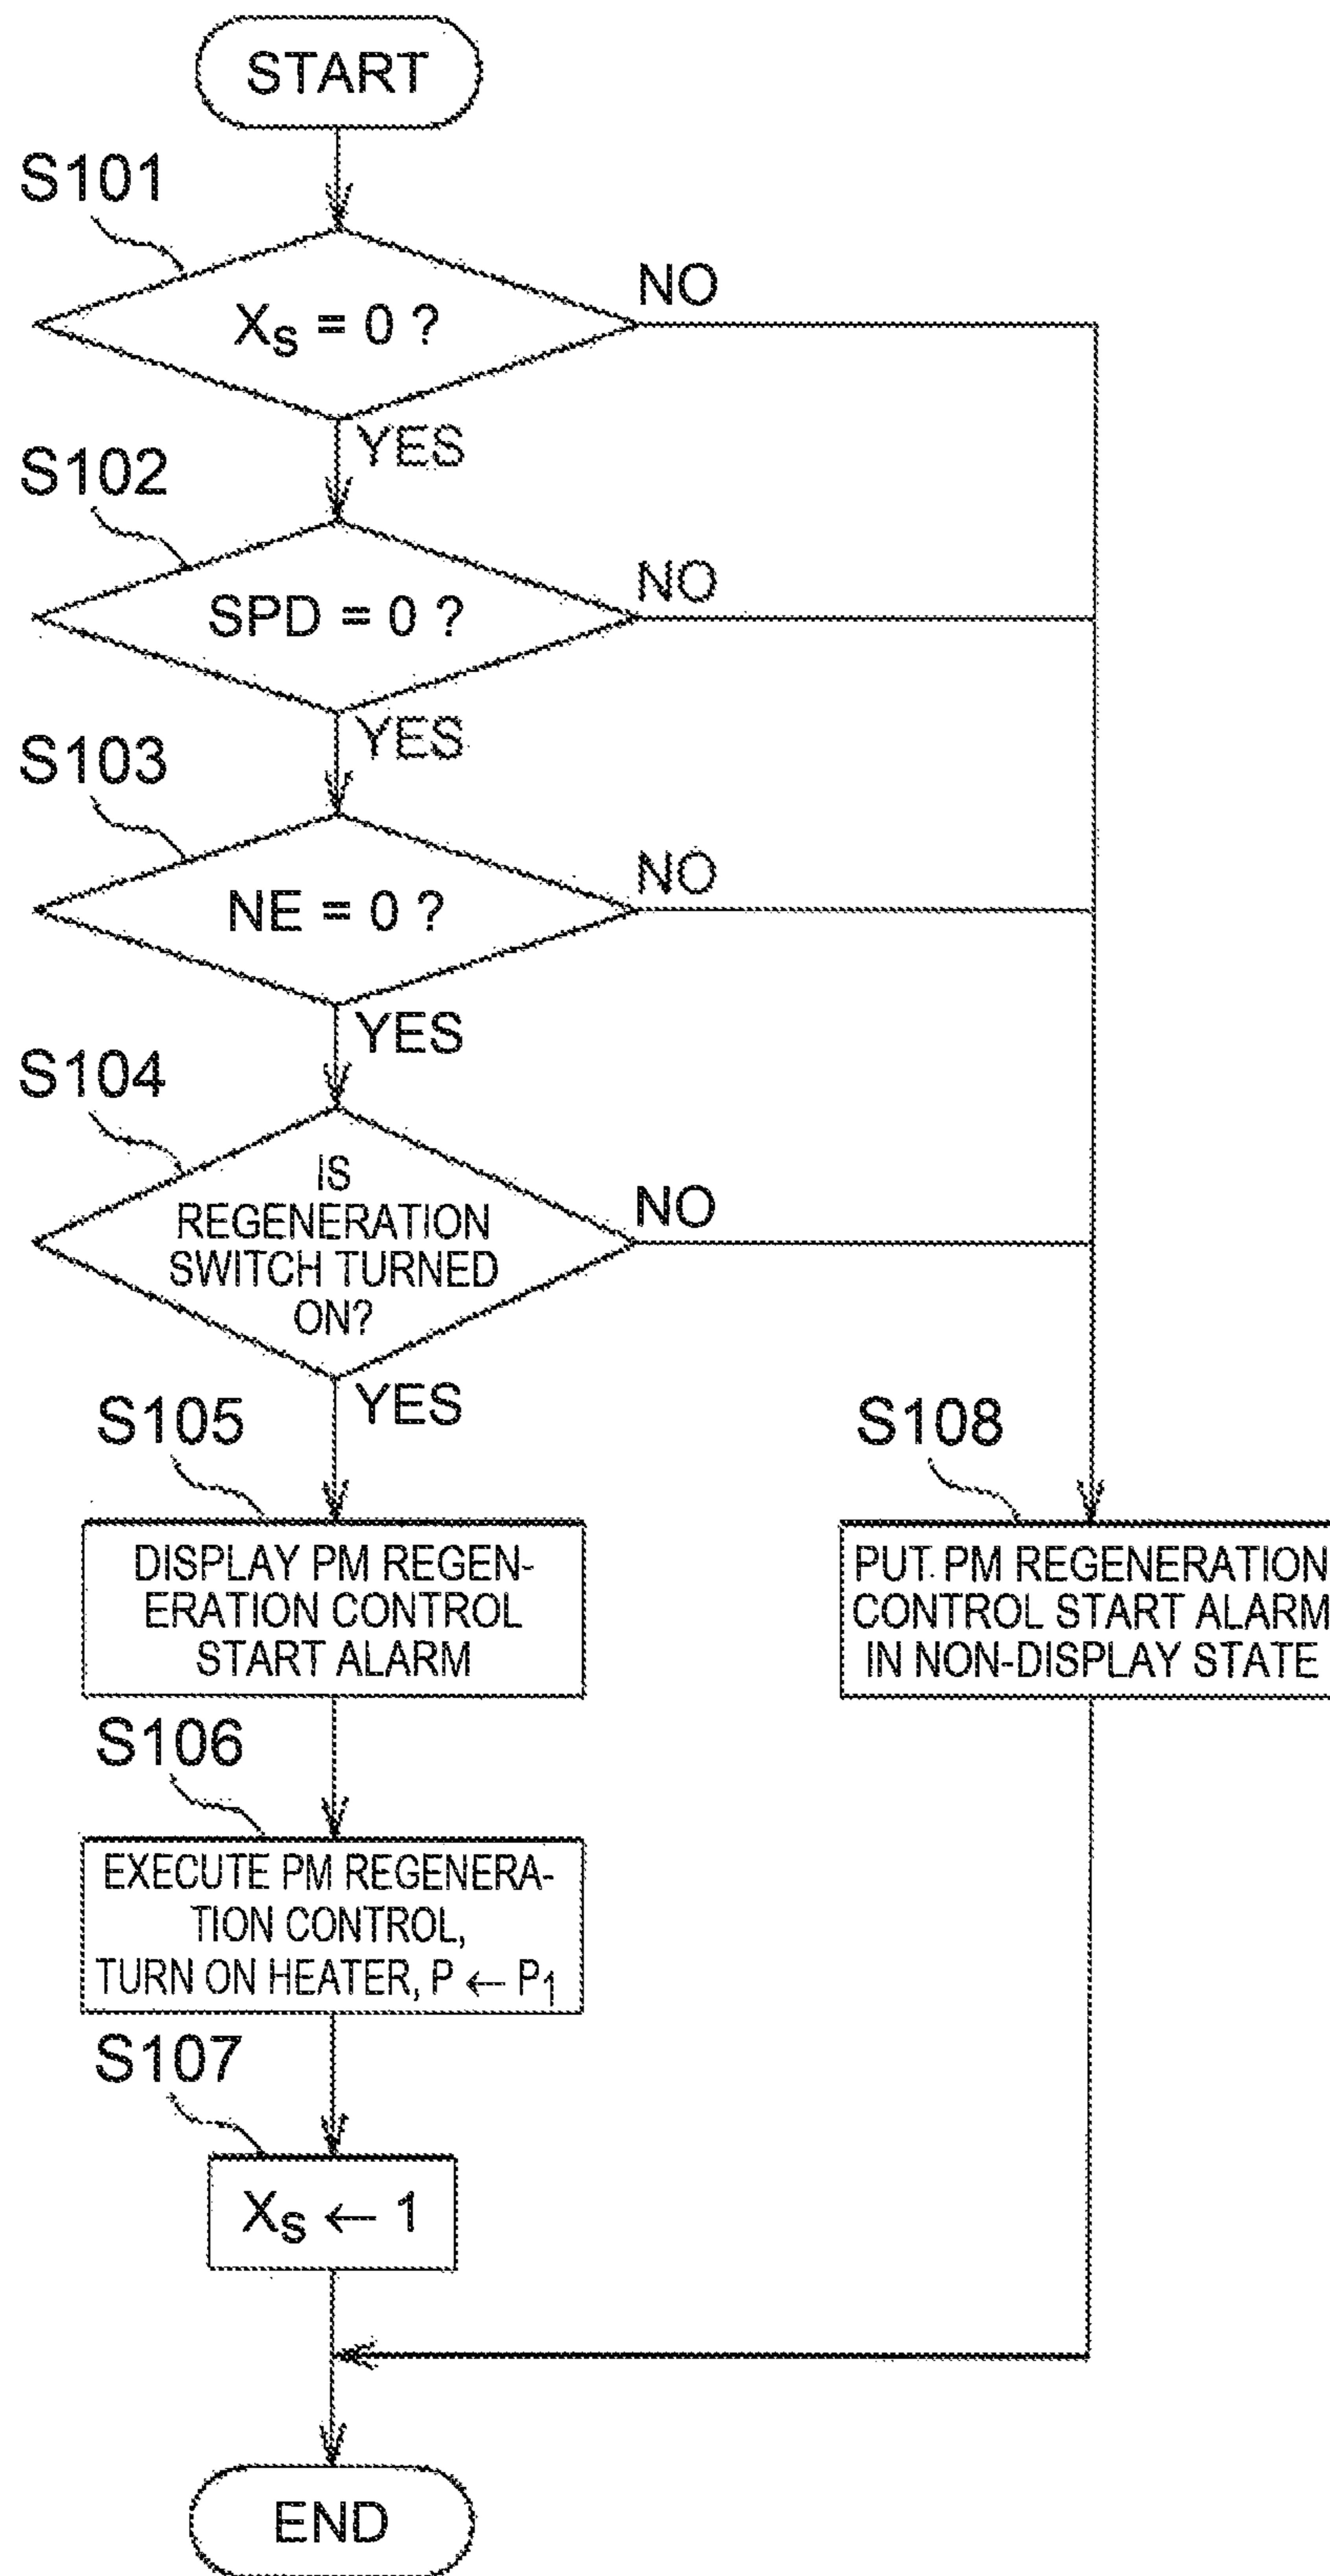 START
S101
X_S = 0 ?
NO
YES
S102
SPD = 0 ?
NO
YES
S103
NE = 0 ?
NO
YES
S104
IS
REGENERATION
SWITCH TURNED
ON?
NO
YES
S105
DISPLAY PM REGEN-
ERATION CONTROL
START ALARM
S108
PUT PM REGENERATION
CONTROL START ALARM
IN NON-DISPLAY STATE
S106
EXECUTE PM REGENERA-
TION CONTROL,
TURN ON HEATER, P ← P₁
S107
X_S ← 1
END